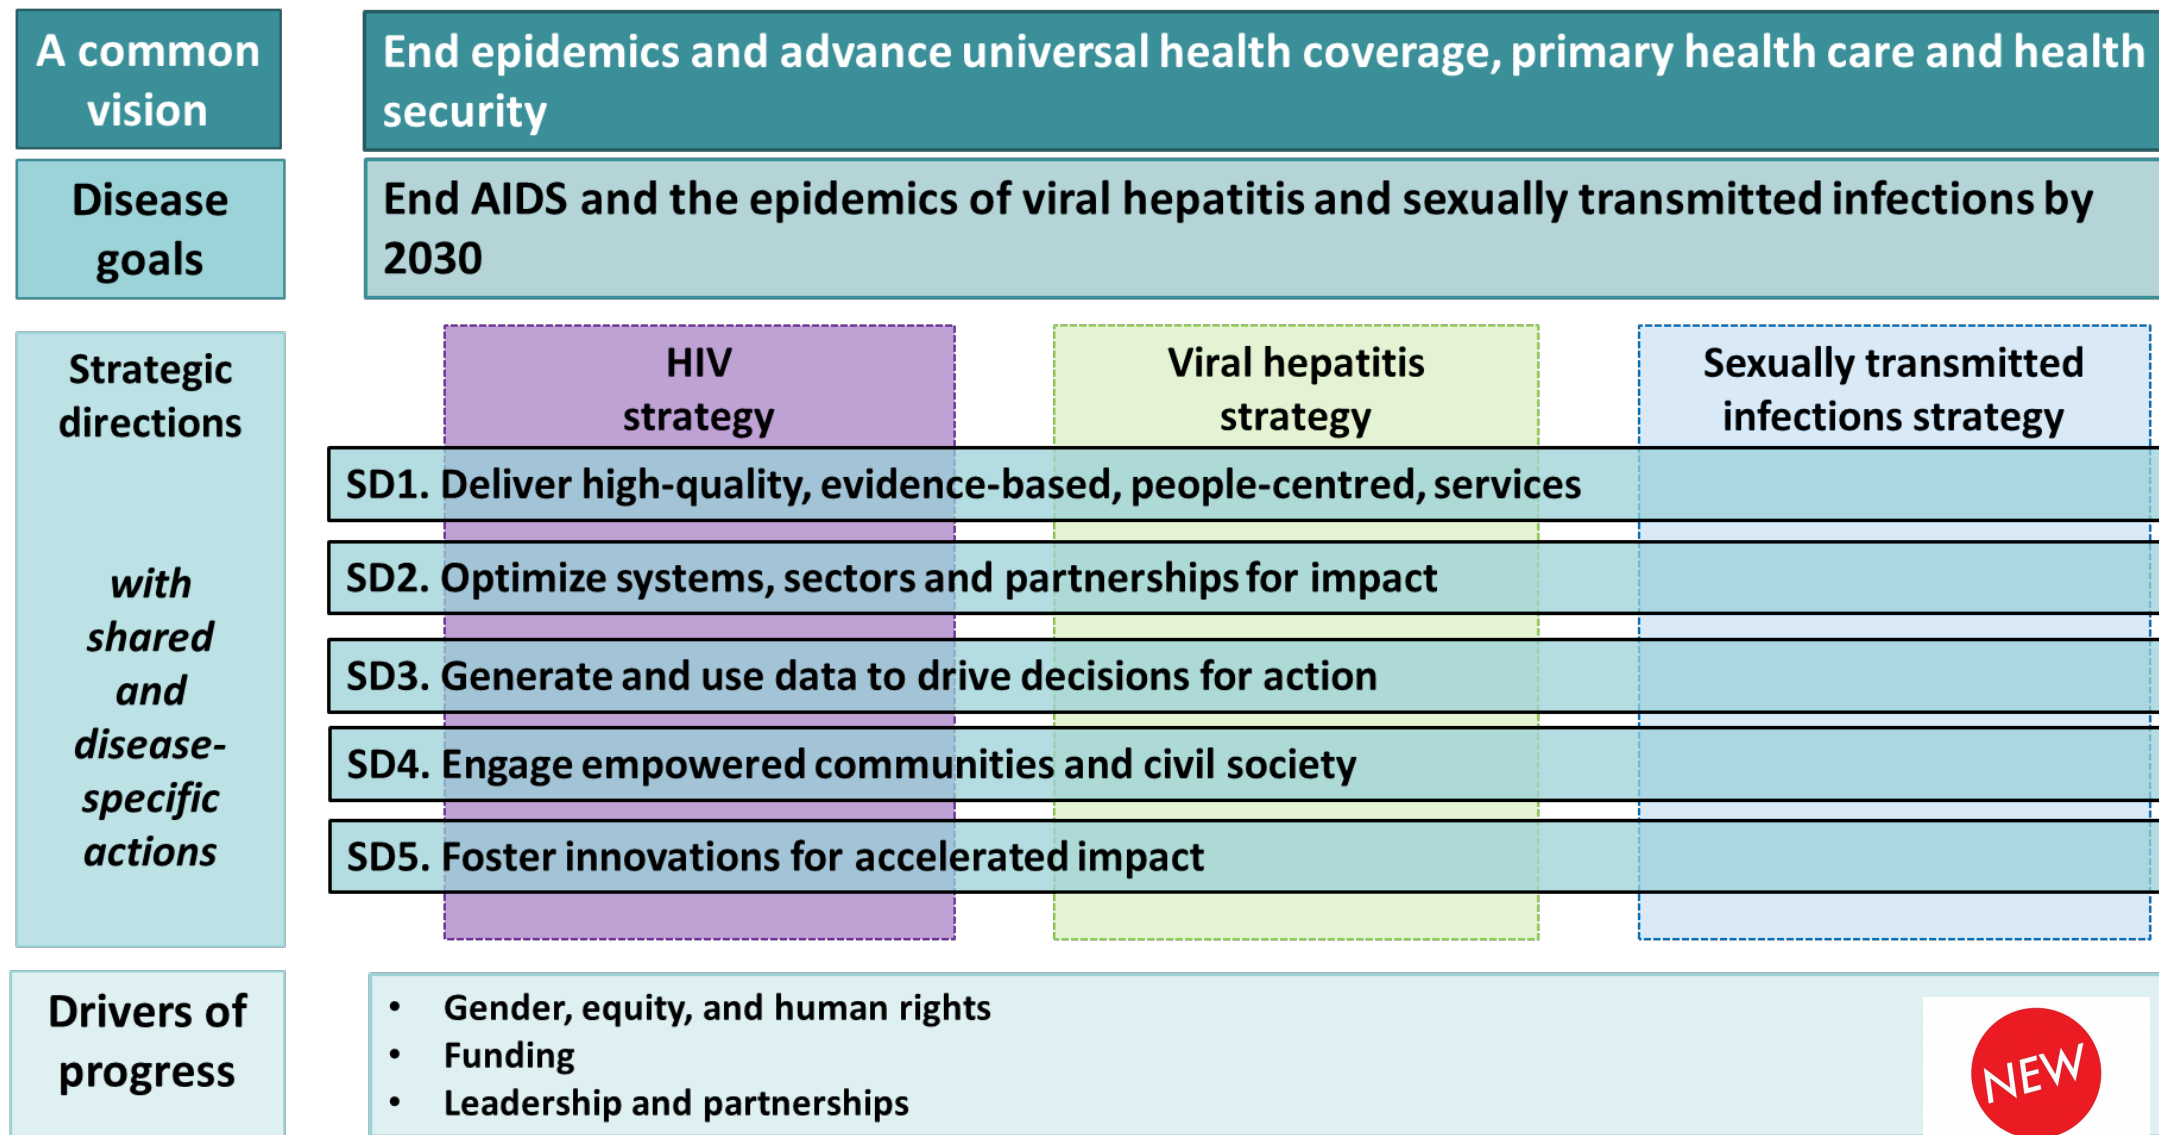 A common
vision
End epidemics and advance universal health coverage, primary health care and health
security
Disease
goals
End AIDS and the epidemics of viral hepatitis and sexually transmitted infections by
2030
Strategic
directions
with
shared
and
disease-
specific
actions
HIV
strategy
Viral hepatitis
strategy
Sexually transmitted
infections strategy
SD1. Deliver high-quality, evidence-based, people-centred, services
SD2. Optimize systems, sectors and partnerships for impact
SD3. Generate and use data to drive decisions for action
SD4. Engage empowered communities and civil society
SD5. Foster innovations for accelerated impact
Drivers of
progress
• Gender, equity, and human rights
• Funding
• Leadership and partnerships
NEW